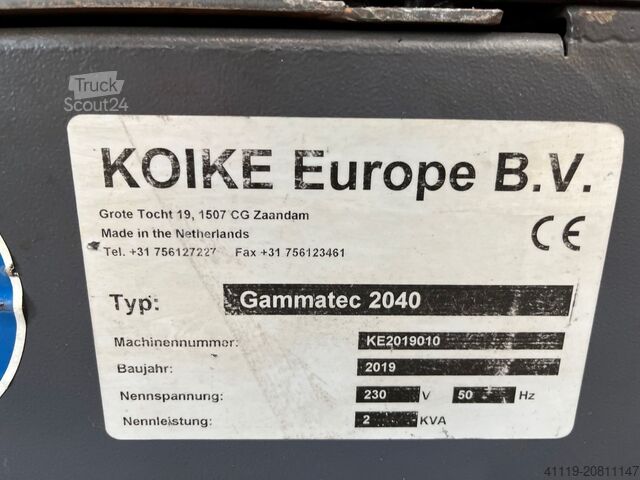 Truck
Scout24
KOIKE Europe B.V.
Grote Tocht 19, 1507 CG Zaandam
Made in the Netherlands
Tel. +31 756127227 Fax +31 756123461
CE
Typ: Gammatec 2040
Machinennummer: KE2019010
Baujahr: 2019
Nennspannung: 230 V 50 Hz
Nennleistung: 2 KVA
41119-20811147